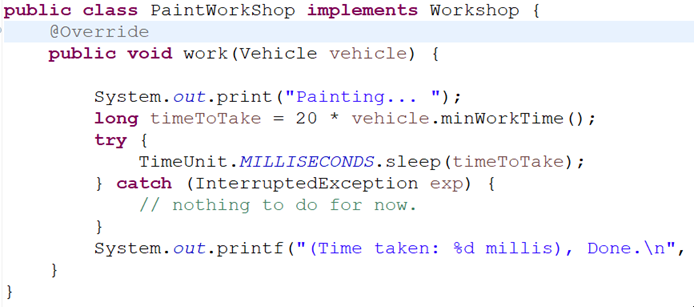 public class PaintWorkShop implements Workshop {
    @Override
    public void work(Vehicle vehicle) {

        System.out.print("Painting... ");
        long timeToTake = 20 * vehicle.minWorkTime();
        try {
            TimeUnit.MILLISECONDS.sleep(timeToTake);
        } catch (InterruptedException exp) {
            // nothing to do for now.
        }
        System.out.printf("(Time taken: %d millis), Done.\n",
    }
}